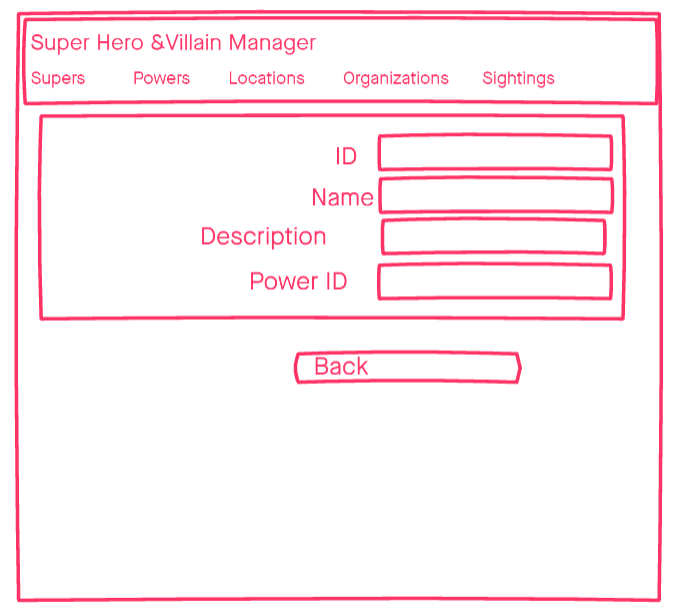 Super Hero &Villain Manager
Supers Powers Locations Organizations Sightings
ID
Name
Description
Power ID
Back